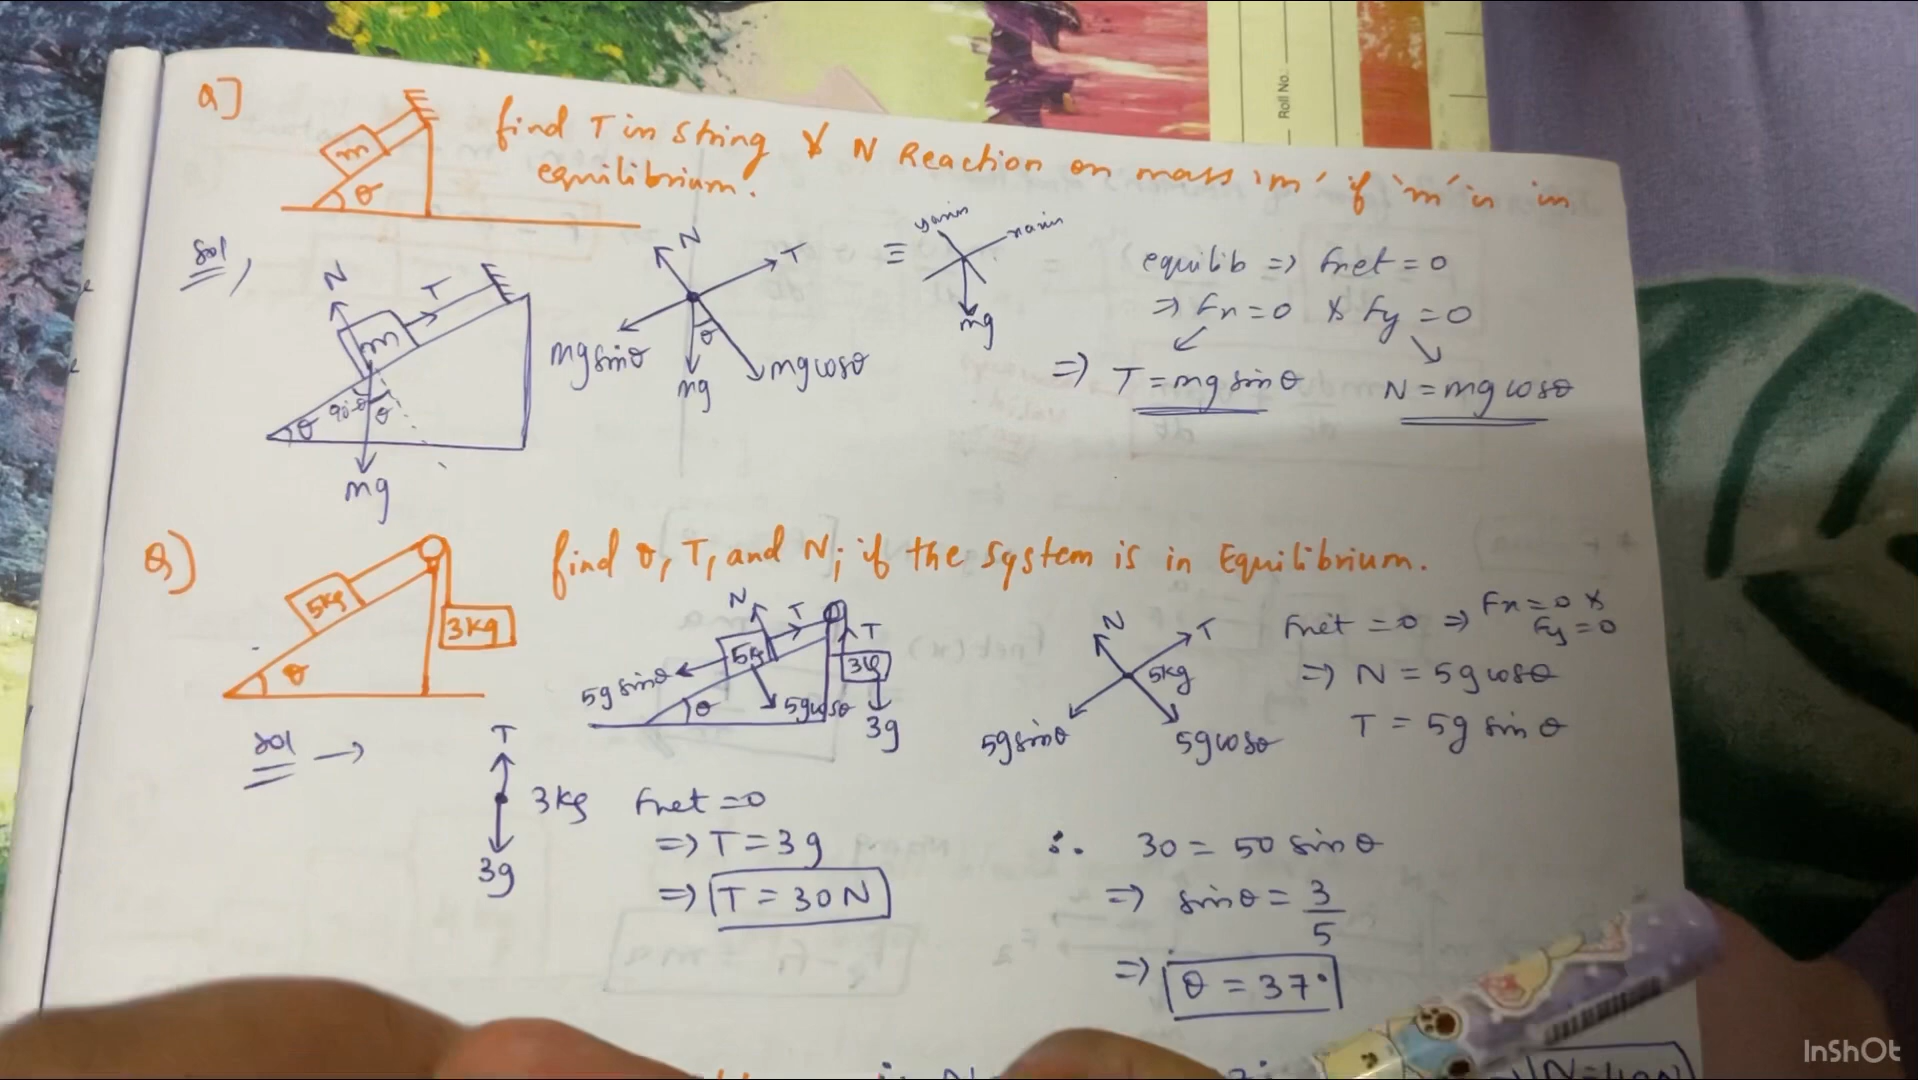 Q]
m
θ
find T in String & N Reaction on mass 'm' if 'm' is in
equilibrium.
Roll No.:
sol,
N
T
m
θ
90-θ
θ
mg
N
T
mg sinθ
θ
mg
mg cosθ
≡
y axis
x axis
mg
equilib => Fnet = 0
=> Fx = 0 & Fy = 0
=> T = mg sinθ N = mg cosθ
Q)
5kg
3kg
θ
find θ, T, and N; if the system is in Equilibrium.
sol →
N
T
5kg
T
3kg
5g sinθ
θ
5g cosθ
3g
N
T
5kg
5g sinθ
5g cosθ
Fnet = 0 => Fx = 0 &
Fy = 0
=> N = 5g cosθ
T = 5g sin θ
T
3kg
3g
Fnet = 0
=> T = 3g
=> T = 30N
∴ 30 = 50 sin θ
=> sinθ = 3/5
=> θ = 37°
InShOt